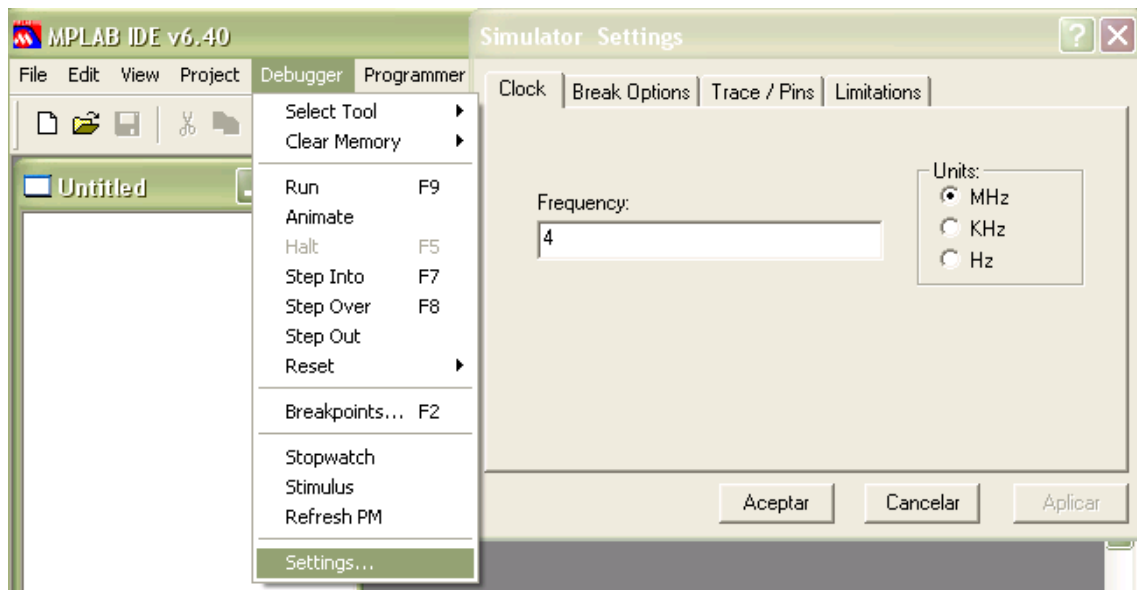 MPLAB IDE v6.40
File Edit View Project Debugger Programmer
Untitled
Select Tool
Clear Memory
Run F9
Animate
Halt F5
Step Into F7
Step Over F8
Step Out
Reset
Breakpoints... F2
Stopwatch
Stimulus
Refresh PM
Settings...
Simulator Settings
Clock Break Options Trace / Pins Limitations
Frequency:
4
Units:
MHz
KHz
Hz
Aceptar Cancelar Aplicar